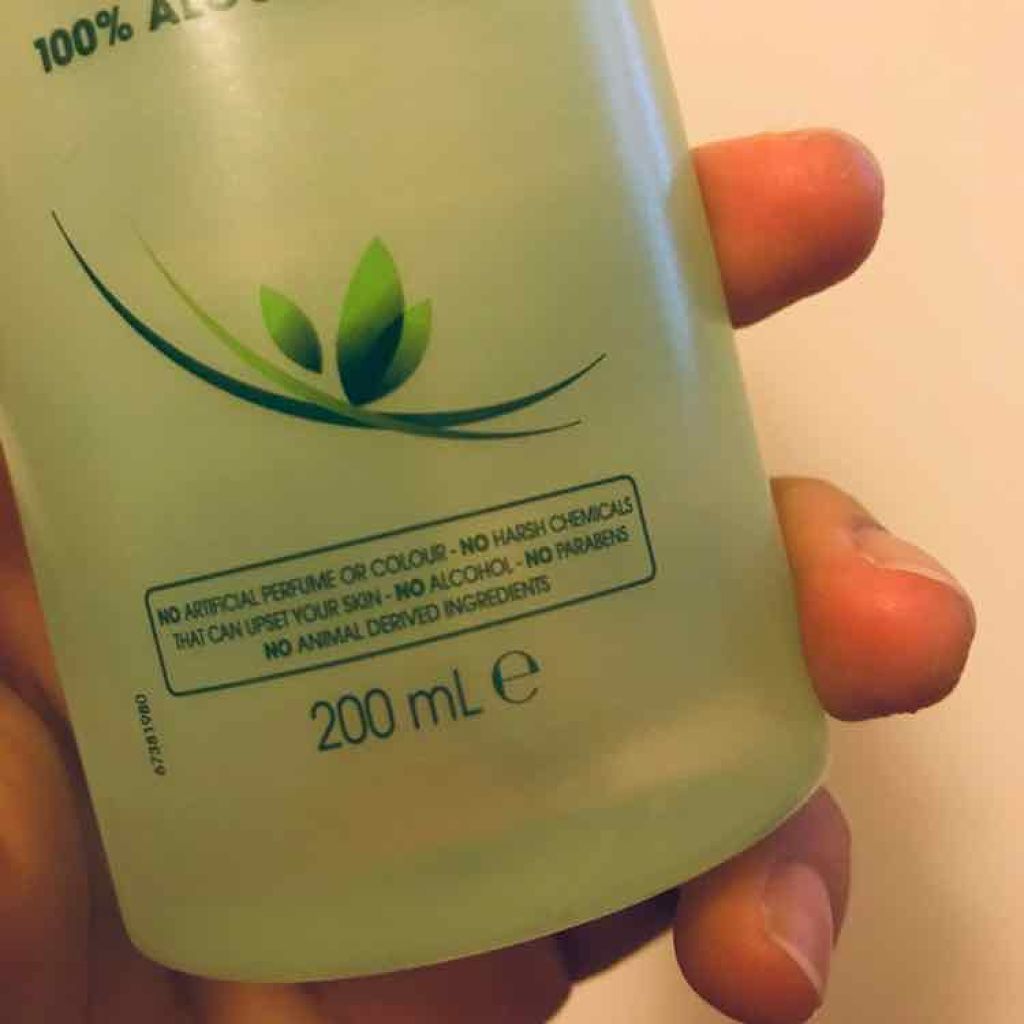 100%
NO ARTIFICIAL PERFUME OR COLOUR - NO HARSH CHEMICALS
THAT CAN UPSET YOUR SKIN - NO ALCOHOL - NO PARABENS
NO ANIMAL DERIVED INGREDIENTS
200 mL e
67381980